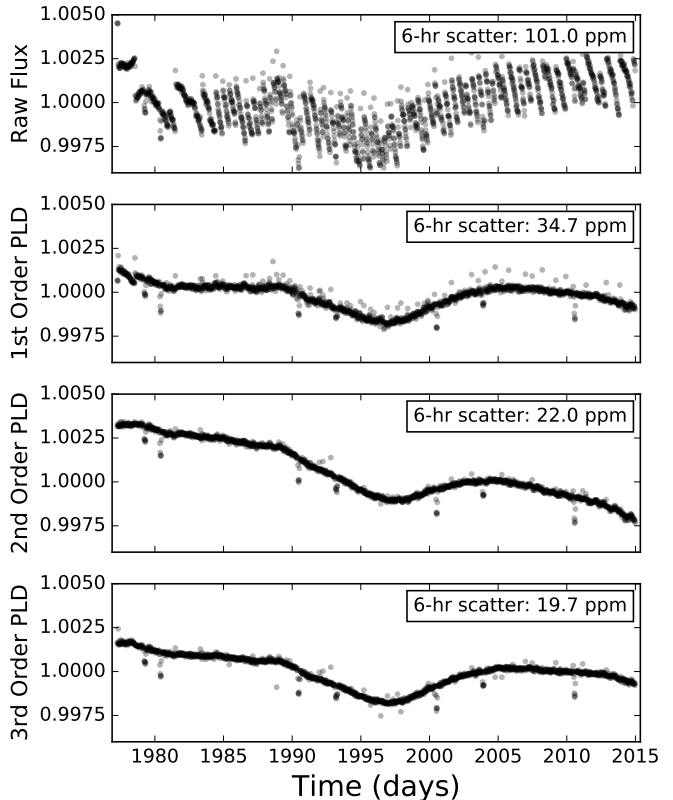 1.0050
1.0025
1.0000
0.9975
Raw Flux
6-hr scatter: 101.0 ppm
1.0050
1.0025
1.0000
0.9975
1st Order PLD
6-hr scatter: 34.7 ppm
1.0050
1.0025
1.0000
0.9975
2nd Order PLD
6-hr scatter: 22.0 ppm
1.0050
1.0025
1.0000
0.9975
3rd Order PLD
6-hr scatter: 19.7 ppm
1980 1985 1990 1995 2000 2005 2010 2015
Time (days)